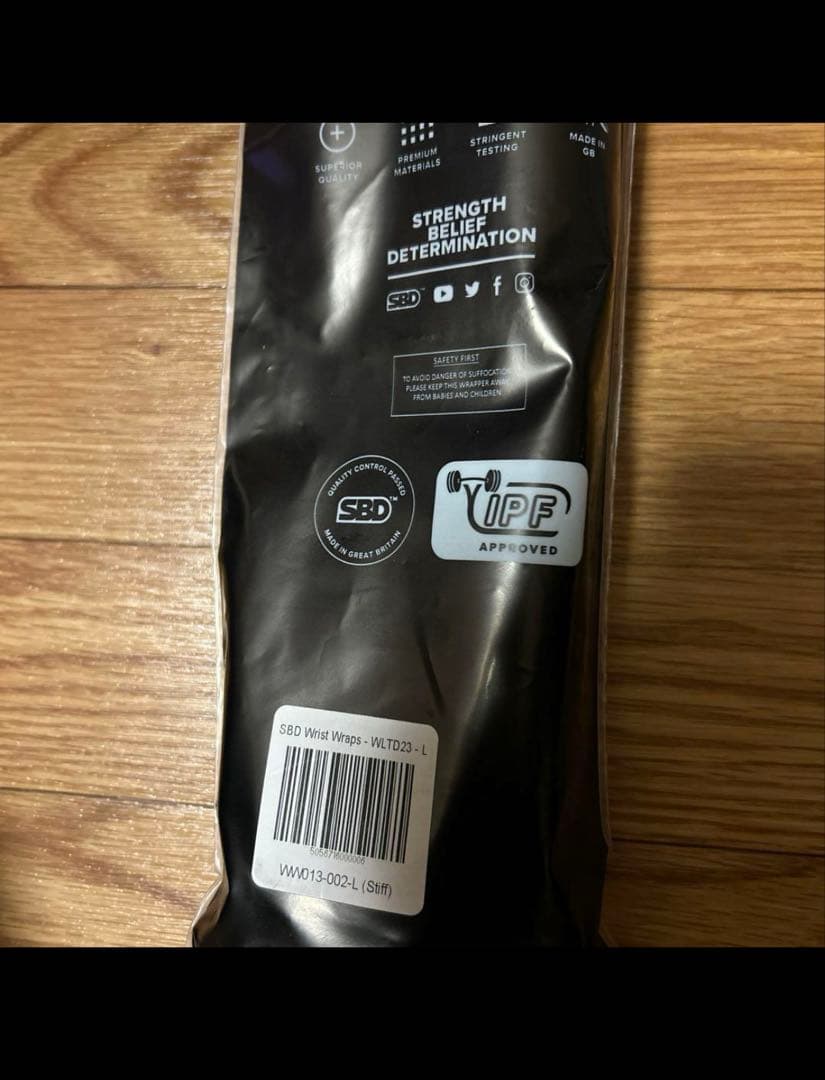 SUPERIOR
QUALITY
PREMIUM
MATERIALS
STRINGENT
TESTING
MADE IN
GB
STRENGTH
BELIEF
DETERMINATION
SBD™
SAFETY FIRST
TO AVOID DANGER OF SUFFOCATION
PLEASE KEEP THIS WRAPPER AWAY
FROM BABIES AND CHILDREN
QUALITY CONTROL PASSED
SBD™
MADE IN GREAT BRITAIN
IPF
APPROVED
SBD Wrist Wraps - WLTD23 - L
WW013-002-L (Stiff)